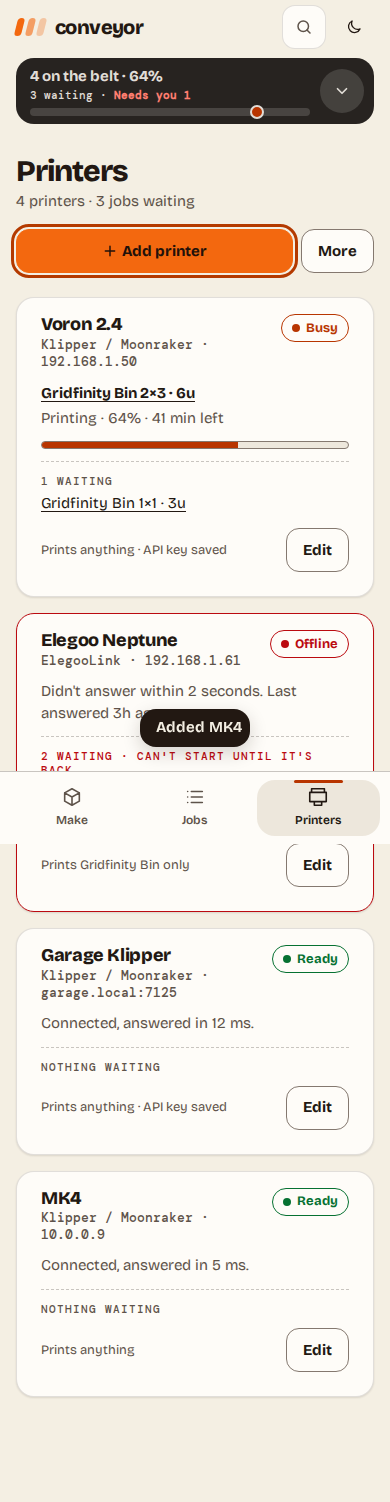 conveyor
4 on the belt · 64%
3 waiting · Needs you 1
Printers
4 printers · 3 jobs waiting
+ Add printer
More
Voron 2.4
Busy
Klipper / Moonraker ·
192.168.1.50
Gridfinity Bin 2×3 · 6u
Printing · 64% · 41 min left
1 WAITING
Gridfinity Bin 1×1 · 3u
Prints anything · API key saved
Edit
Elegoo Neptune
Offline
ElegooLink · 192.168.1.61
Didn't answer within 2 seconds. Last
answered 3h
Added MK4
2 WAITING · CAN'T START UNTIL IT'S
BACK
Make
Jobs
Printers
Prints Gridfinity Bin only
Edit
Garage Klipper
Ready
Klipper / Moonraker ·
garage.local:7125
Connected, answered in 12 ms.
NOTHING WAITING
Prints anything · API key saved
Edit
MK4
Ready
Klipper / Moonraker ·
10.0.0.9
Connected, answered in 5 ms.
NOTHING WAITING
Prints anything
Edit